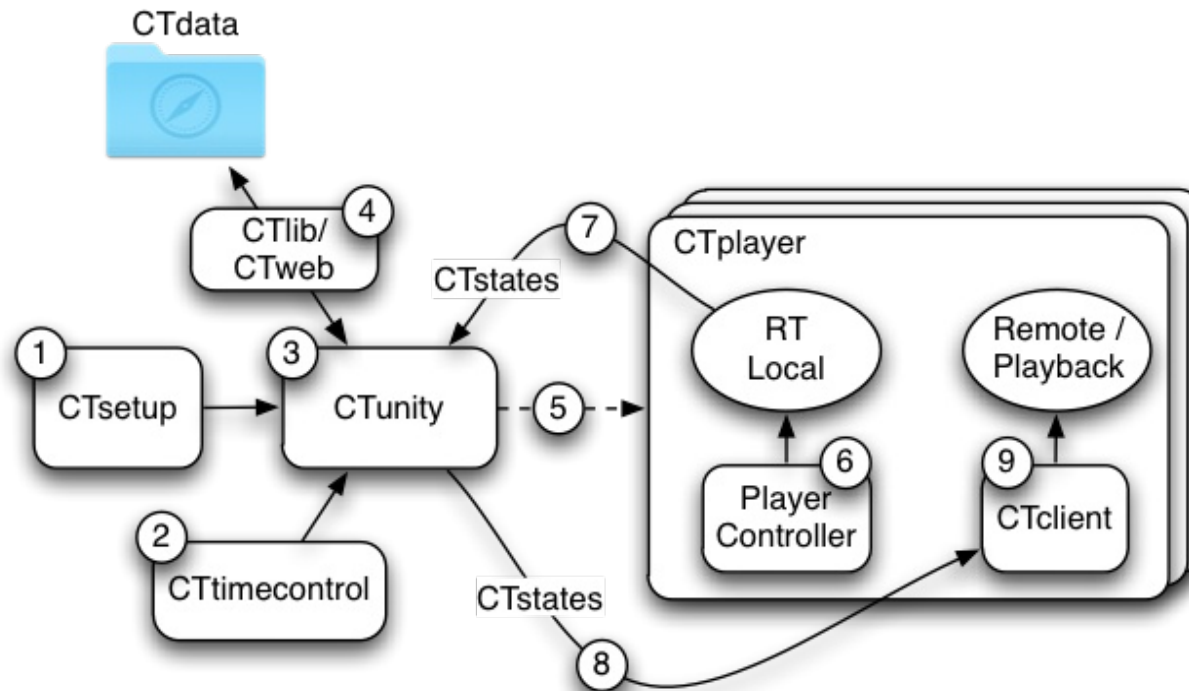 CTdata
4
CTlib/
CTweb
7
CTstates
CTplayer
RT
Local
Remote /
Playback
1
CTsetup
3
CTunity
5
6
Player
Controller
9
CTclient
2
CTtimecontrol
CTstates
8